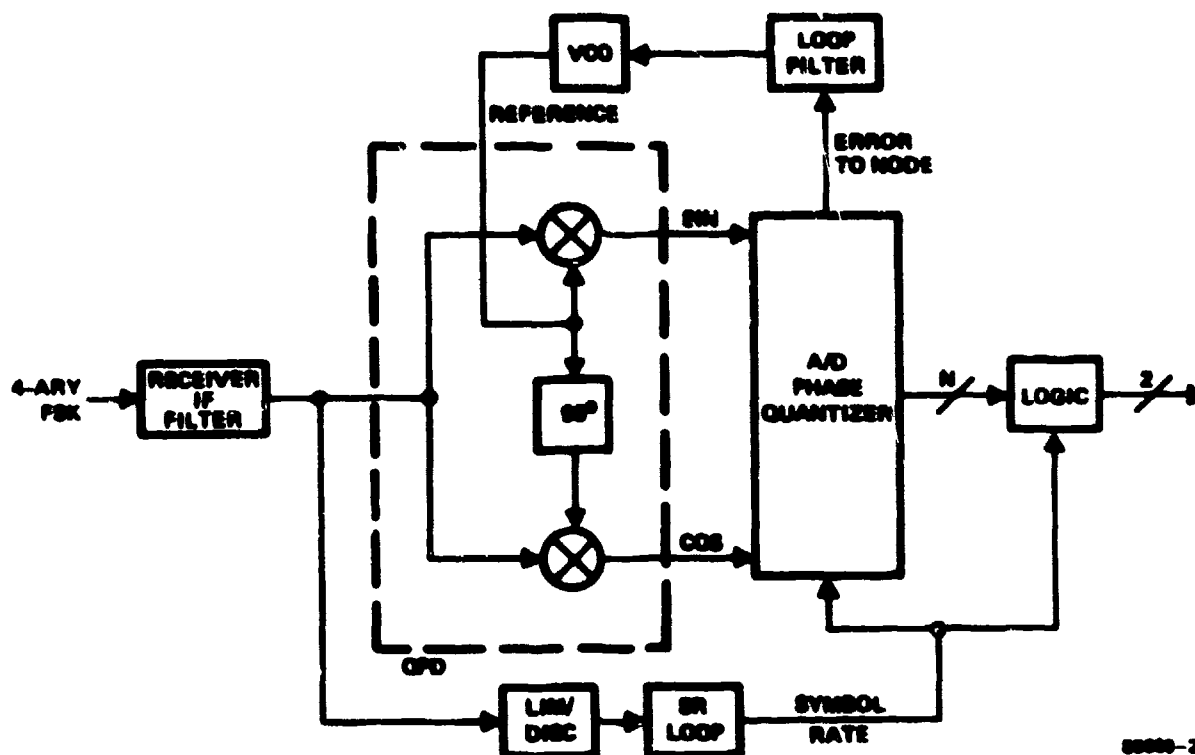 VCO
LOOP
FILTER
REFERENCE
ERROR
TO NODE
SIN
4-ARY
FSK
RECEIVER
IF
FILTER
90°
A/D
PHASE
QUANTIZER
N
LOGIC
2
COS
QPD
LIM/
DISC
SR
LOOP
SYMBOL
RATE